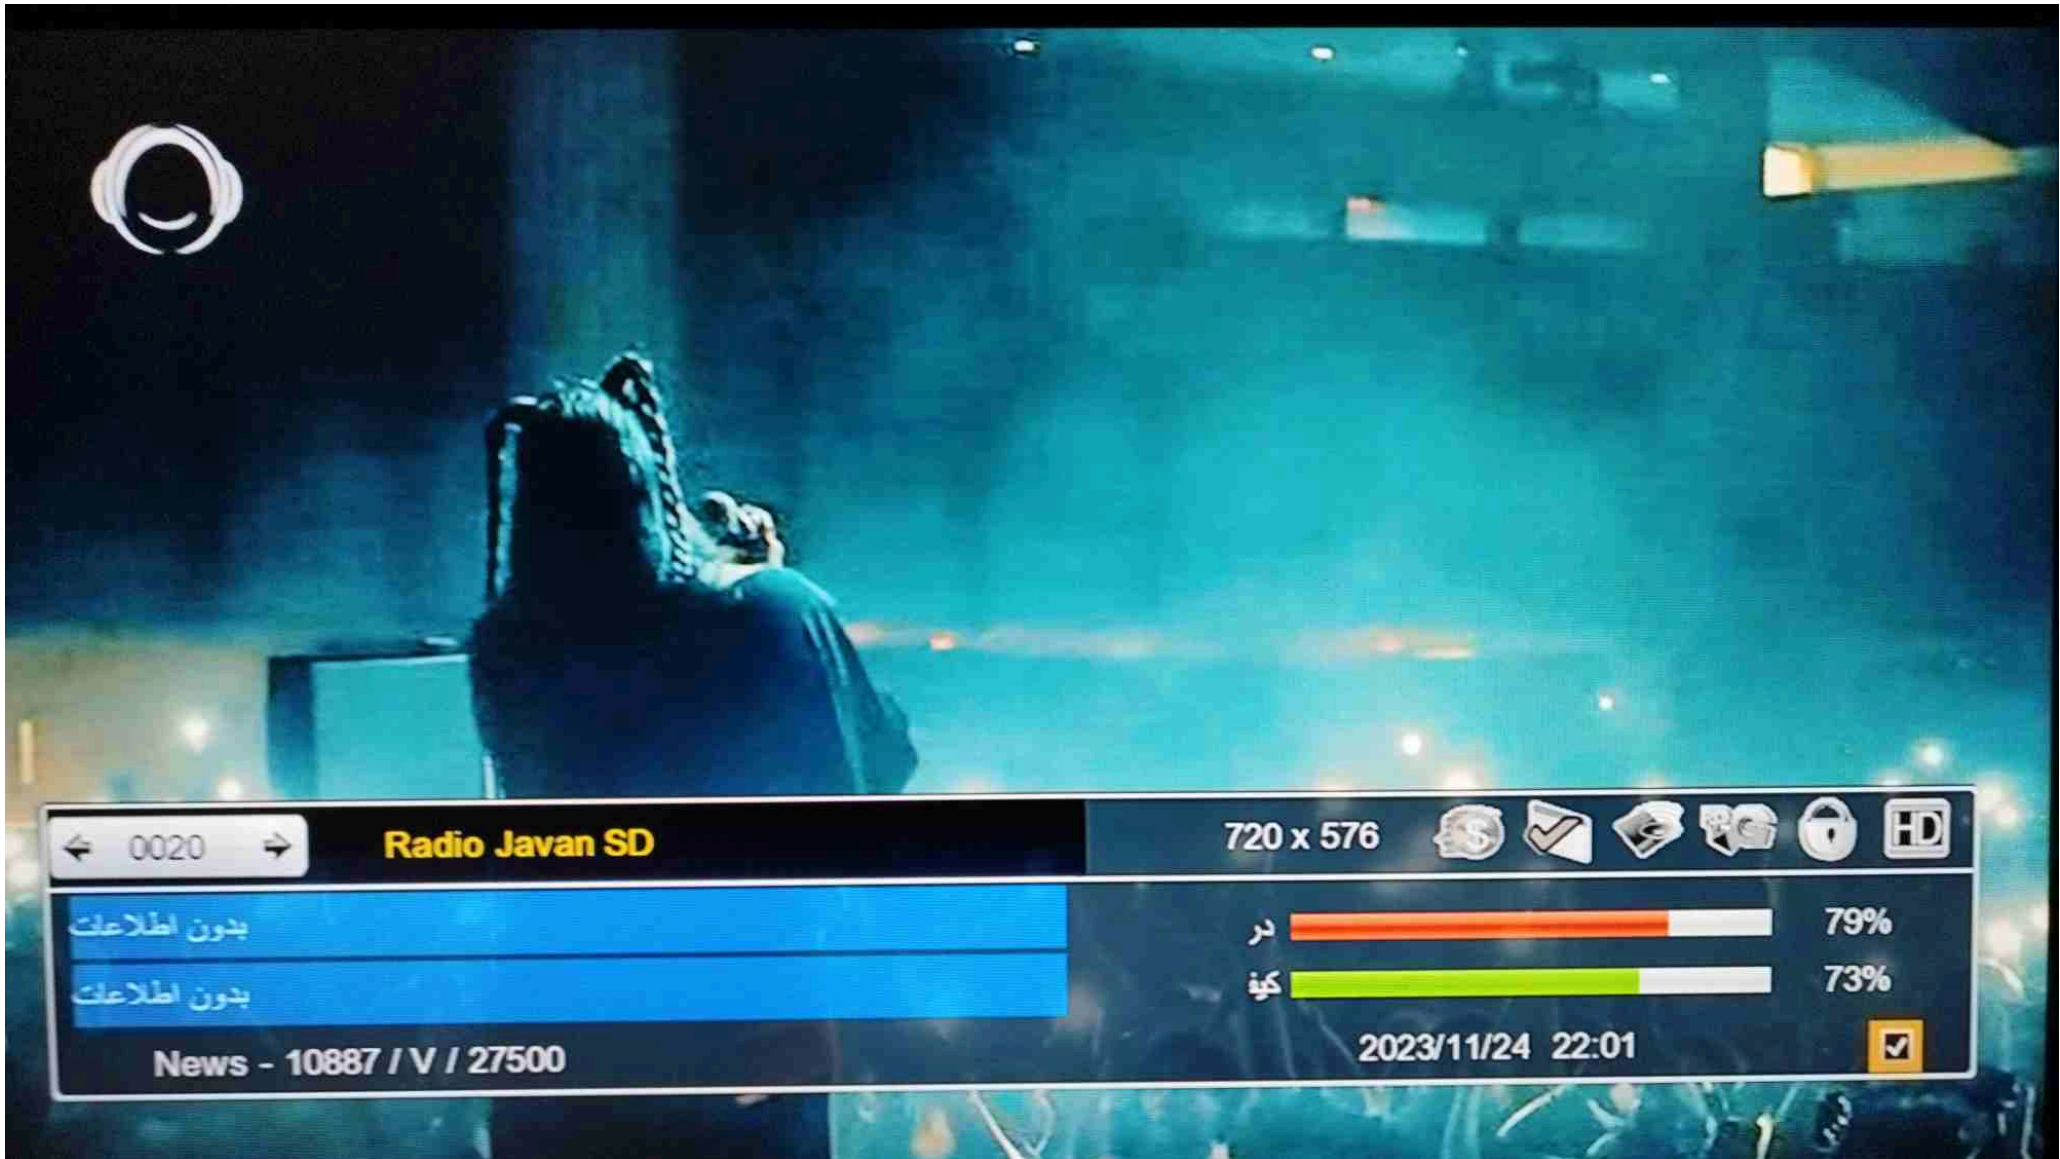 0020
Radio Javan SD
720 x 576
HD
بدون اطلاعات
در
79%
بدون اطلاعات
کیف
73%
News - 10887 / V / 27500
2023/11/24 22:01